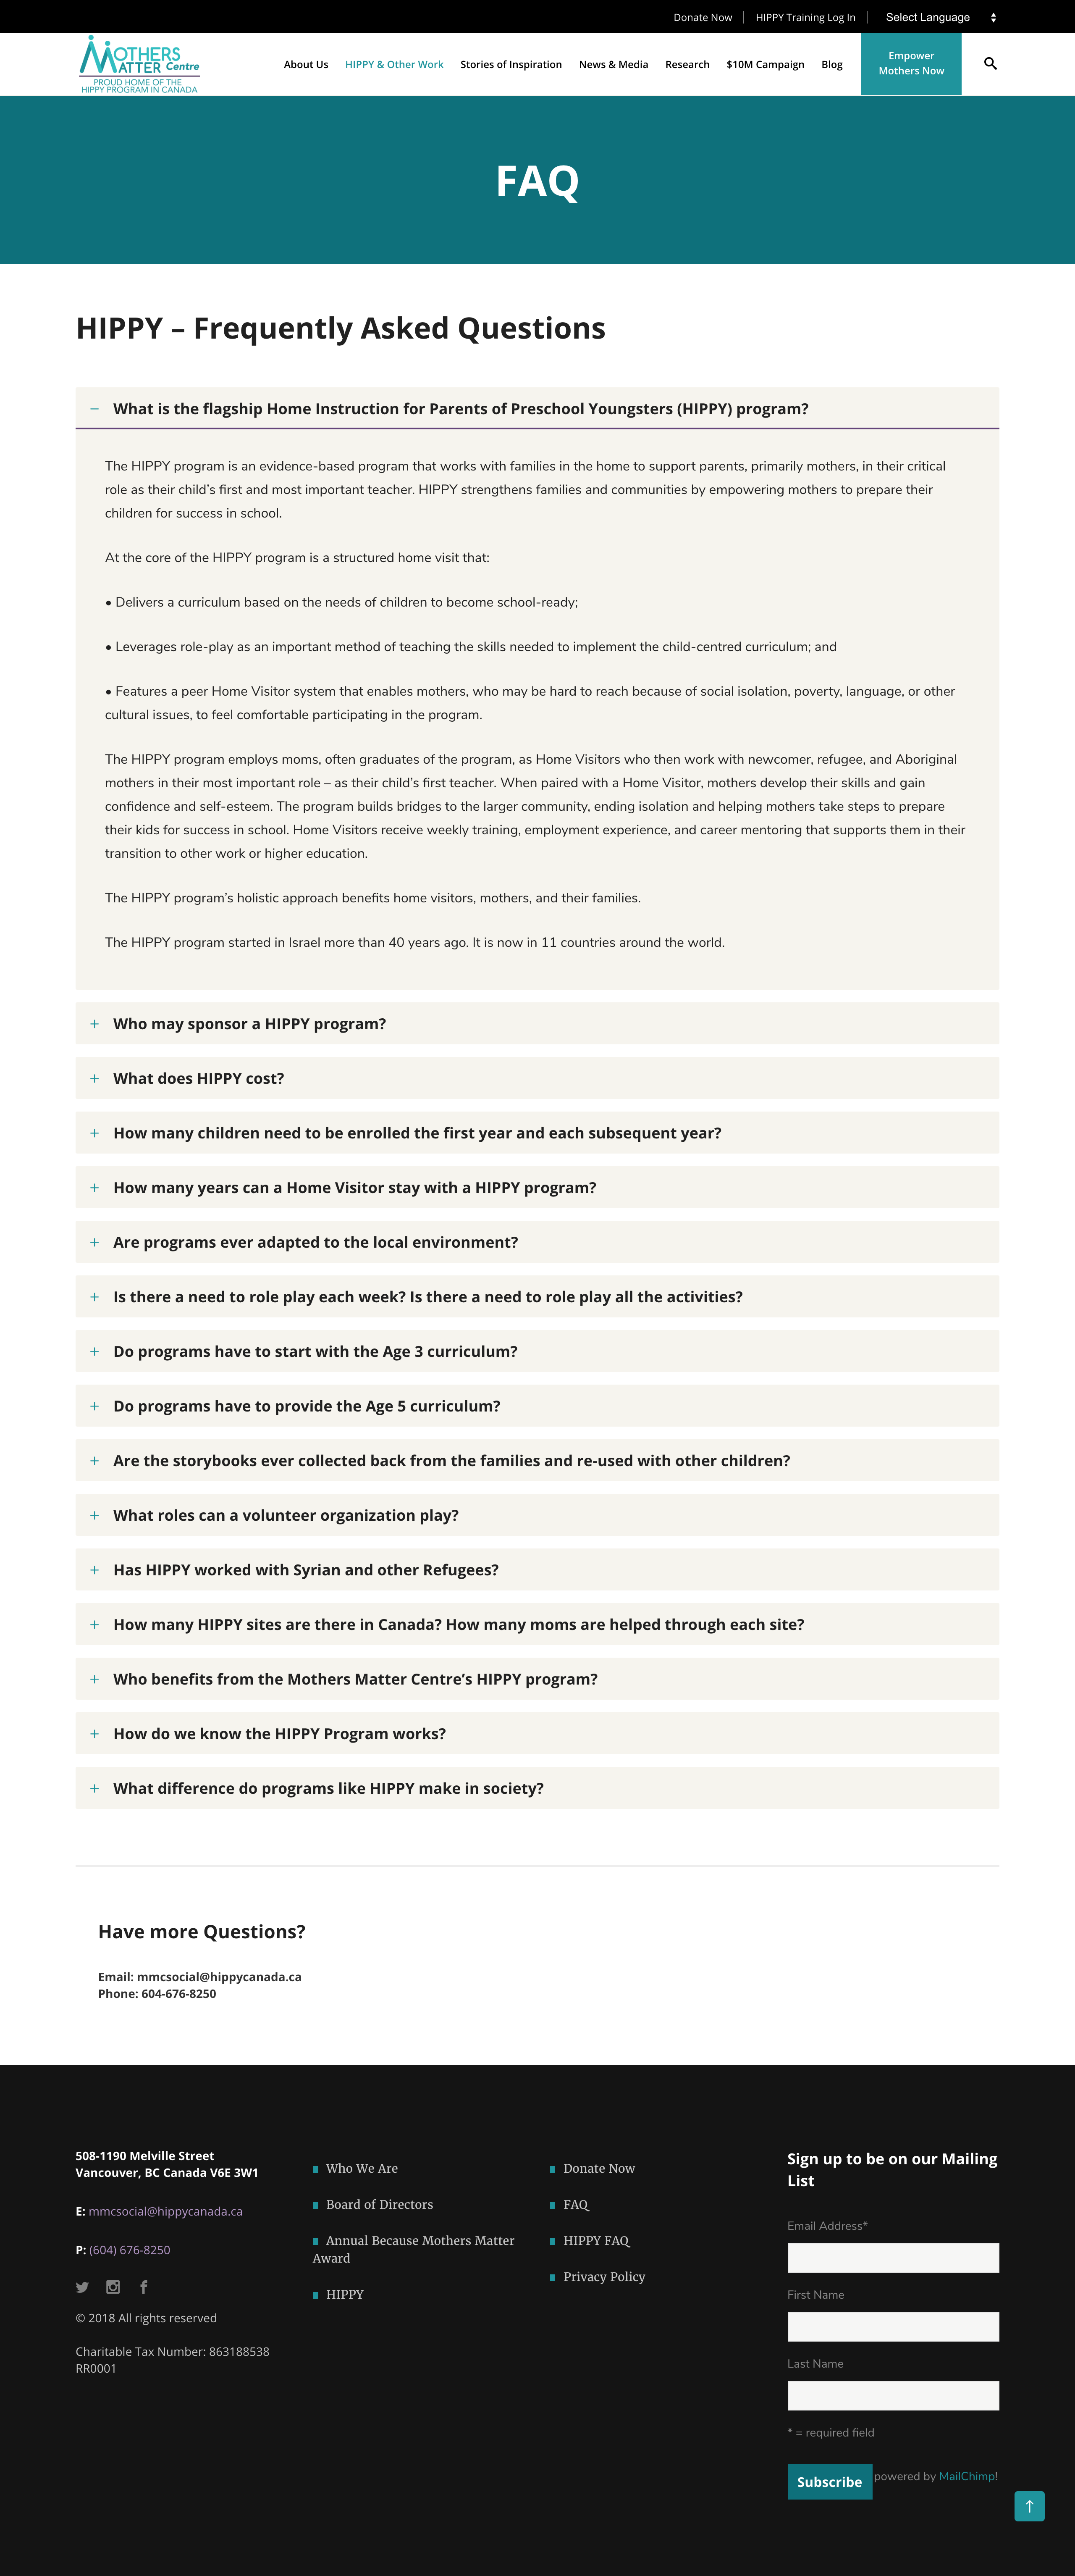 Donate Now
HIPPY Training Log In
Select Language
MOTHERS
MATTER Centre
PROUD HOME OF THE
HIPPY PROGRAM IN CANADA
About Us
HIPPY & Other Work
Stories of Inspiration
News & Media
Research
$10M Campaign
Blog
Empower
Mothers Now
FAQ
HIPPY – Frequently Asked Questions
What is the flagship Home Instruction for Parents of Preschool Youngsters (HIPPY) program?
The HIPPY program is an evidence-based program that works with families in the home to support parents, primarily mothers, in their critical
role as their child’s first and most important teacher. HIPPY strengthens families and communities by empowering mothers to prepare their
children for success in school.
At the core of the HIPPY program is a structured home visit that:
• Delivers a curriculum based on the needs of children to become school-ready;
• Leverages role-play as an important method of teaching the skills needed to implement the child-centred curriculum; and
• Features a peer Home Visitor system that enables mothers, who may be hard to reach because of social isolation, poverty, language, or other
cultural issues, to feel comfortable participating in the program.
The HIPPY program employs moms, often graduates of the program, as Home Visitors who then work with newcomer, refugee, and Aboriginal
mothers in their most important role – as their child’s first teacher. When paired with a Home Visitor, mothers develop their skills and gain
confidence and self-esteem. The program builds bridges to the larger community, ending isolation and helping mothers take steps to prepare
their kids for success in school. Home Visitors receive weekly training, employment experience, and career mentoring that supports them in their
transition to other work or higher education.
The HIPPY program’s holistic approach benefits home visitors, mothers, and their families.
The HIPPY program started in Israel more than 40 years ago. It is now in 11 countries around the world.
Who may sponsor a HIPPY program?
What does HIPPY cost?
How many children need to be enrolled the first year and each subsequent year?
How many years can a Home Visitor stay with a HIPPY program?
Are programs ever adapted to the local environment?
Is there a need to role play each week? Is there a need to role play all the activities?
Do programs have to start with the Age 3 curriculum?
Do programs have to provide the Age 5 curriculum?
Are the storybooks ever collected back from the families and re-used with other children?
What roles can a volunteer organization play?
Has HIPPY worked with Syrian and other Refugees?
How many HIPPY sites are there in Canada? How many moms are helped through each site?
Who benefits from the Mothers Matter Centre’s HIPPY program?
How do we know the HIPPY Program works?
What difference do programs like HIPPY make in society?
Have more Questions?
Email: mmcsocial@hippycanada.ca
Phone: 604-676-8250
508-1190 Melville Street
Vancouver, BC Canada V6E 3W1
E: mmcsocial@hippycanada.ca
P: (604) 676-8250
© 2018 All rights reserved
Charitable Tax Number: 863188538
RR0001
Who We Are
Board of Directors
Annual Because Mothers Matter
Award
HIPPY
Donate Now
FAQ
HIPPY FAQ
Privacy Policy
Sign up to be on our Mailing
List
Email Address*
First Name
Last Name
* = required field
Subscribe
powered by MailChimp!